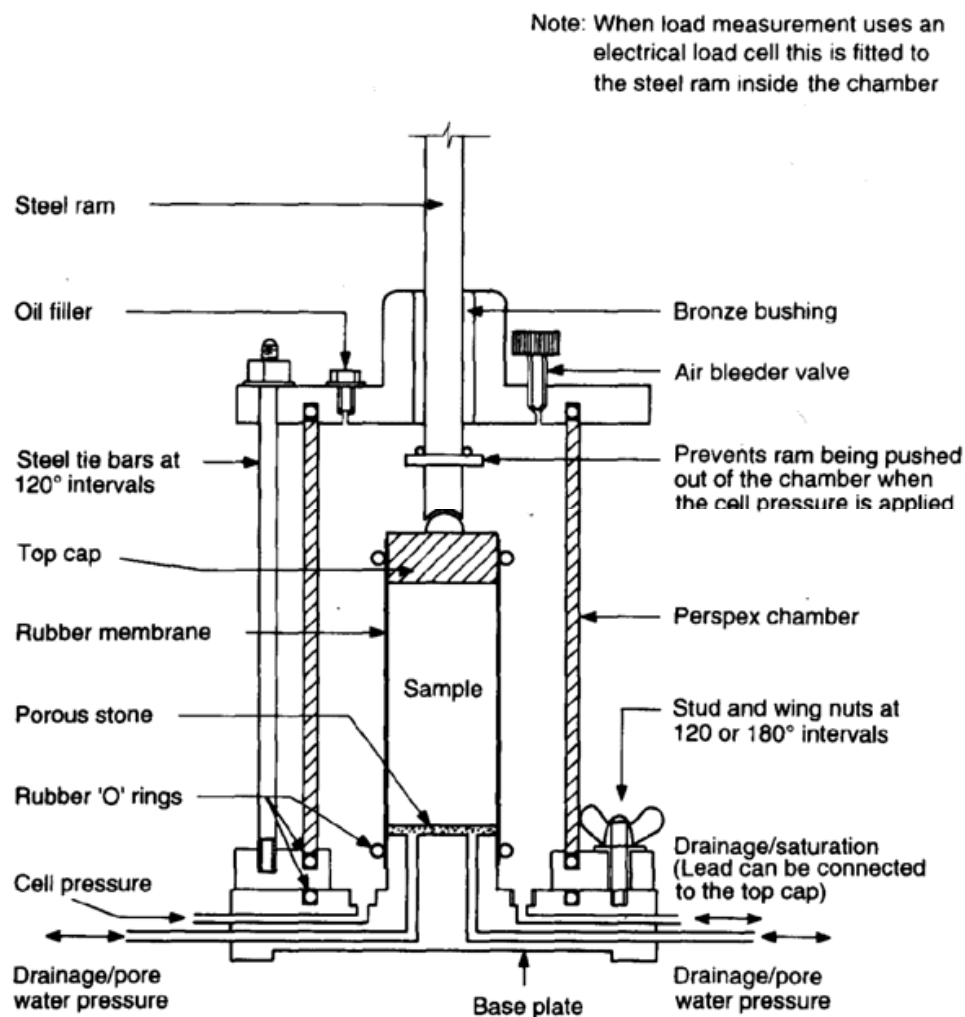 Note: When load measurement uses an
electrical load cell this is fitted to
the steel ram inside the chamber
Steel ram
Oil filler
Bronze bushing
Air bleeder valve
Steel tie bars at
120° intervals
Prevents ram being pushed
out of the chamber when
the cell pressure is applied
Top cap
Rubber membrane
Perspex chamber
Sample
Porous stone
Stud and wing nuts at
120 or 180° intervals
Rubber 'O' rings
Drainage/saturation
(Lead can be connected
to the top cap)
Cell pressure
Drainage/pore
water pressure
Base plate
Drainage/pore
water pressure